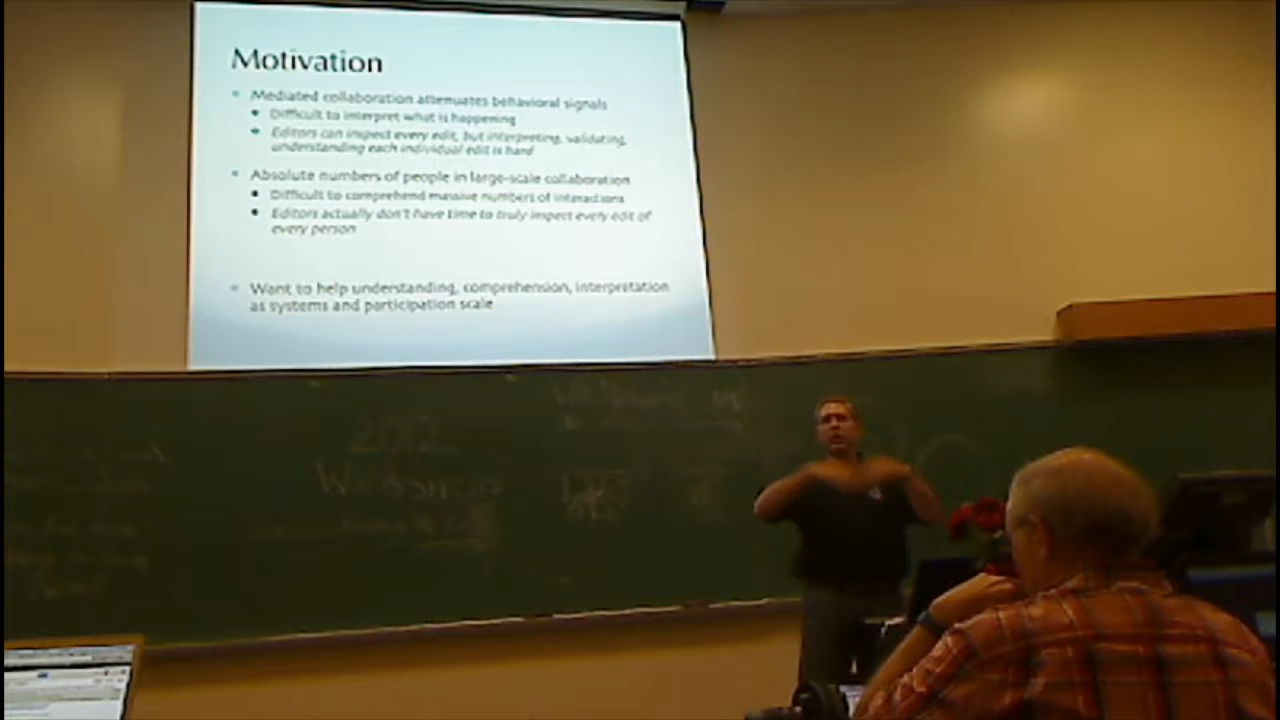 Motivation
Mediated collaboration attenuates behavioral signals
Difficult to interpret what is happening
Editors can inspect every edit, but interpreting, validating,
understanding each individual edit is hard
Absolute numbers of people in large-scale collaboration
Difficult to comprehend massive numbers of interactions
Editors actually don't have time to truly inspect every edit of
every person
Want to help understanding, comprehension, interpretation
as systems and participation scale
2012
Workshop